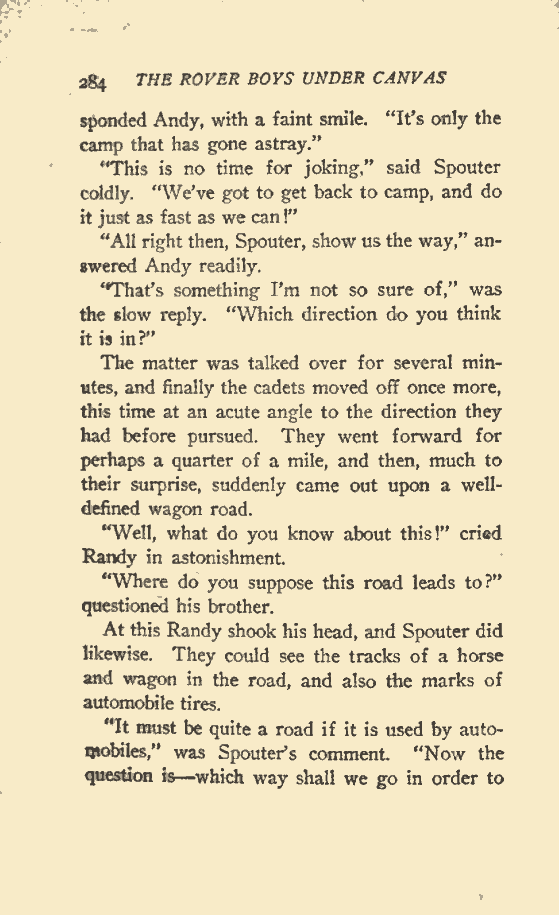 284 THE ROVER BOYS UNDER CANVAS
sponded Andy, with a faint smile. “It’s only the
camp that has gone astray.”
“This is no time for joking,” said Spouter
coldly. “We’ve got to get back to camp, and do
it just as fast as we can!”
“All right then, Spouter, show us the way,” an-
swered Andy readily.
“That’s something I’m not so sure of,” was
the slow reply. “Which direction do you think
it is in?”
The matter was talked over for several min-
utes, and finally the cadets moved off once more,
this time at an acute angle to the direction they
had before pursued. They went forward for
perhaps a quarter of a mile, and then, much to
their surprise, suddenly came out upon a well-
defined wagon road.
“Well, what do you know about this!” cried
Randy in astonishment.
“Where do you suppose this road leads to?”
questioned his brother.
At this Randy shook his head, and Spouter did
likewise. They could see the tracks of a horse
and wagon in the road, and also the marks of
automobile tires.
“It must be quite a road if it is used by auto-
mobiles,” was Spouter’s comment. “Now the
question is—which way shall we go in order to